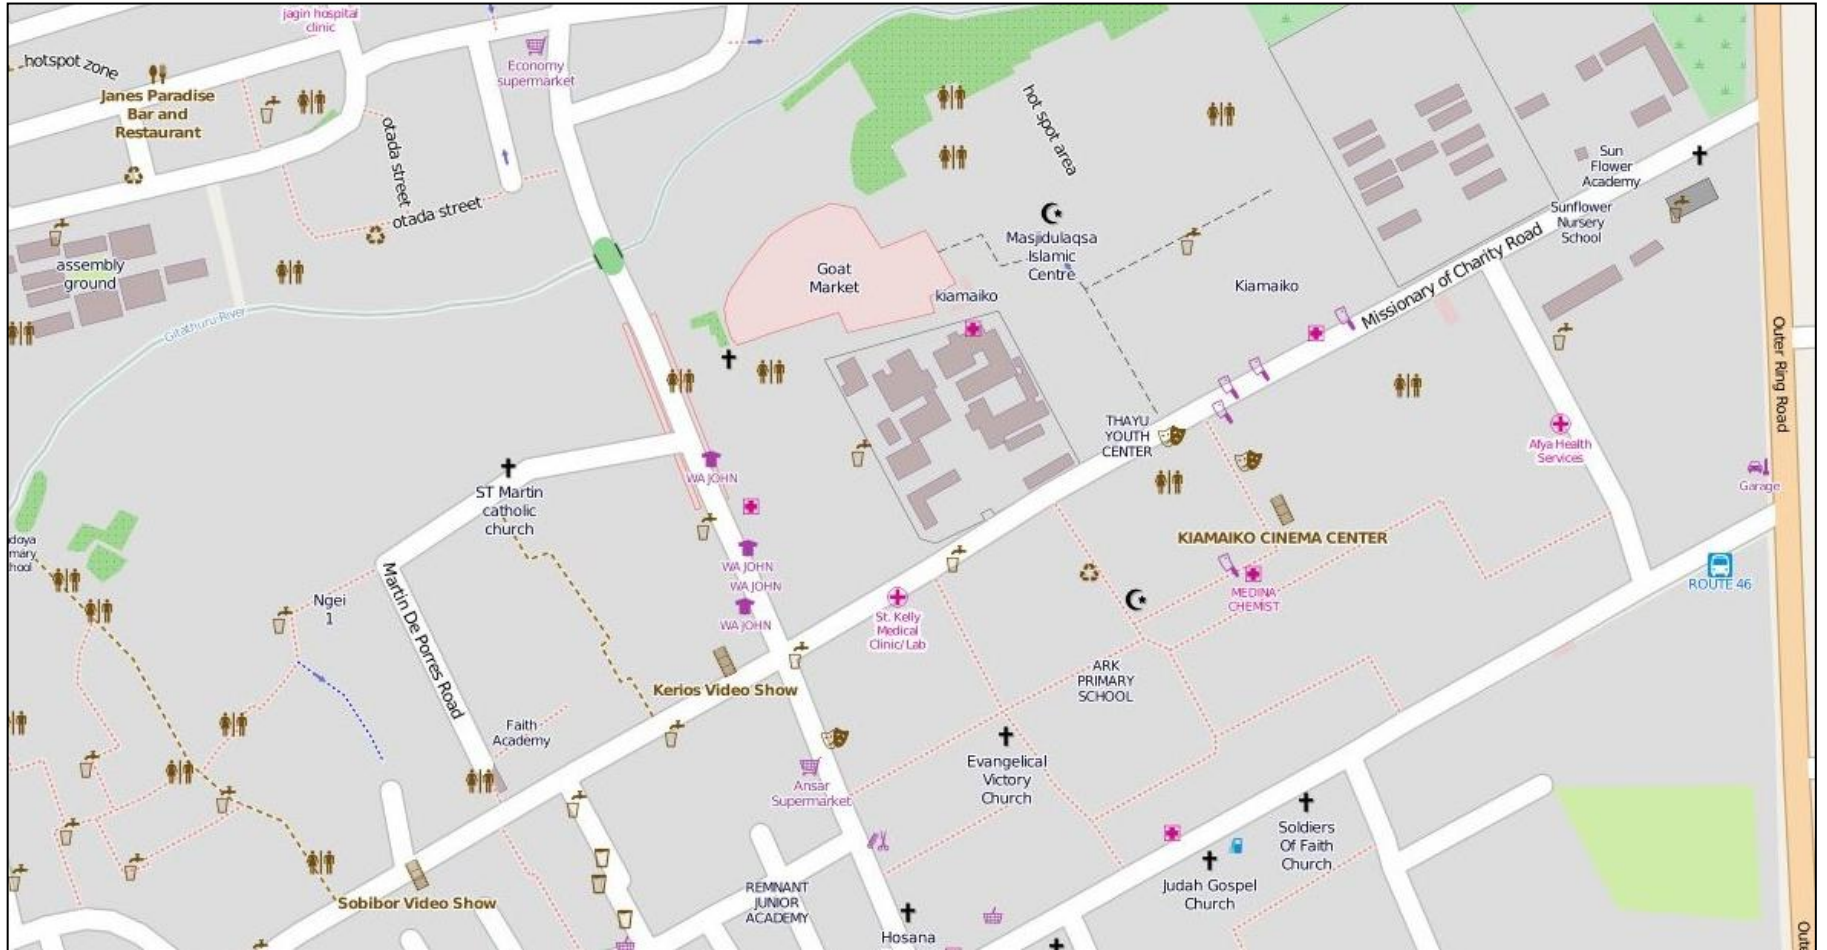 jagin hospital
clinic
hotspot zone
Economy
supermarket
Janes Paradise
Bar and
Restaurant
otada street
otada street
hot spot area
Sun
Flower
Academy
Sunflower
Nursery
School
assembly
ground
Masjidulaqsa
Islamic
Centre
Goat
Market
kiamaiko
Kiamaiko
Missionary of Charity Road
Gitathuru River
Outer Ring Road
THAYU
YOUTH
CENTER
Afya Health
Services
Garage
WA JOHN
ST Martin
catholic
church
KIAMAIKO CINEMA CENTER
doya
mary
hool
WA JOHN
WA JOHN
WA JOHN
ROUTE 46
MEDINA
CHEMIST
Ngei
1
Martin De Porres Road
St. Kelly
Medical
Clinic/Lab
ARK
PRIMARY
SCHOOL
Kerios Video Show
Faith
Academy
Evangelical
Victory
Church
Ansar
Supermarket
Soldiers
Of Faith
Church
Judah Gospel
Church
REMNANT
JUNIOR
ACADEMY
Sobibor Video Show
Hosana
Oute